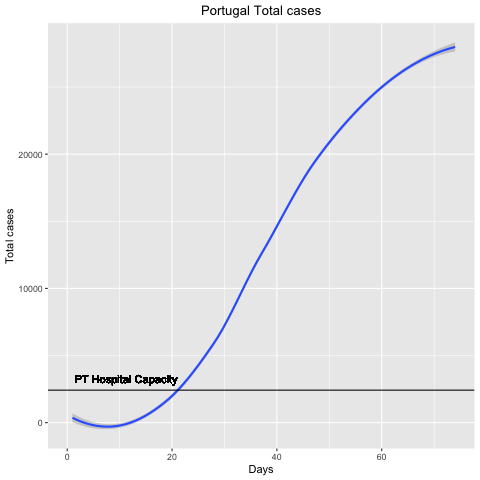 Portugal Total cases
Total cases
20000
10000
PT Hospital Capacity
0
0 20 40 60
Days